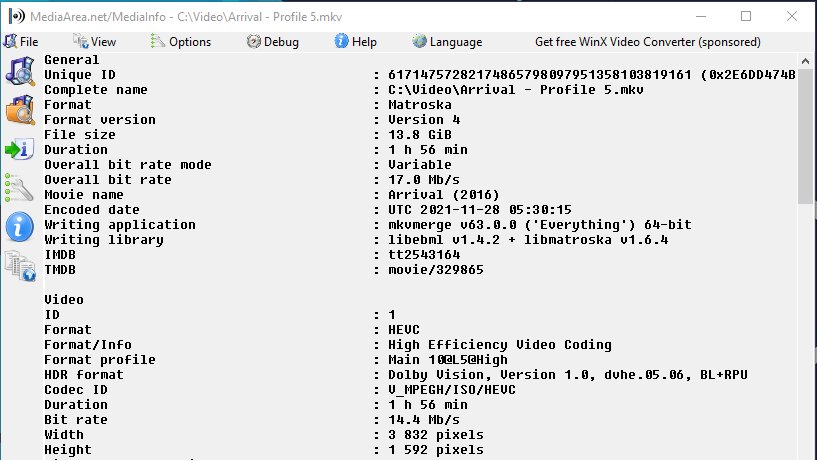 MediaArea.net/MediaInfo - C:\Video\Arrival - Profile 5.mkv
File View Options Debug Help Language Get free WinX Video Converter (sponsored)
General
Unique ID : 61714757282174865798097951358103819161 (0x2E6DD474B
Complete name : C:\Video\Arrival - Profile 5.mkv
Format : Matroska
Format version : Version 4
File size : 13.8 GiB
Duration : 1 h 56 min
Overall bit rate mode : Variable
Overall bit rate : 17.0 Mb/s
Movie name : Arrival (2016)
Encoded date : UTC 2021-11-28 05:30:15
Writing application : mkvmerge v63.0.0 ('Everything') 64-bit
Writing library : libebml v1.4.2 + libmatroska v1.6.4
IMDB : tt2543164
TMDB : movie/329865
Video
ID : 1
Format : HEVC
Format/Info : High Efficiency Video Coding
Format profile : Main 10@L5@High
HDR format : Dolby Vision, Version 1.0, dvhe.05.06, BL+RPU
Codec ID : V_MPEGH/ISO/HEVC
Duration : 1 h 56 min
Bit rate : 14.4 Mb/s
Width : 3 832 pixels
Height : 1 592 pixels